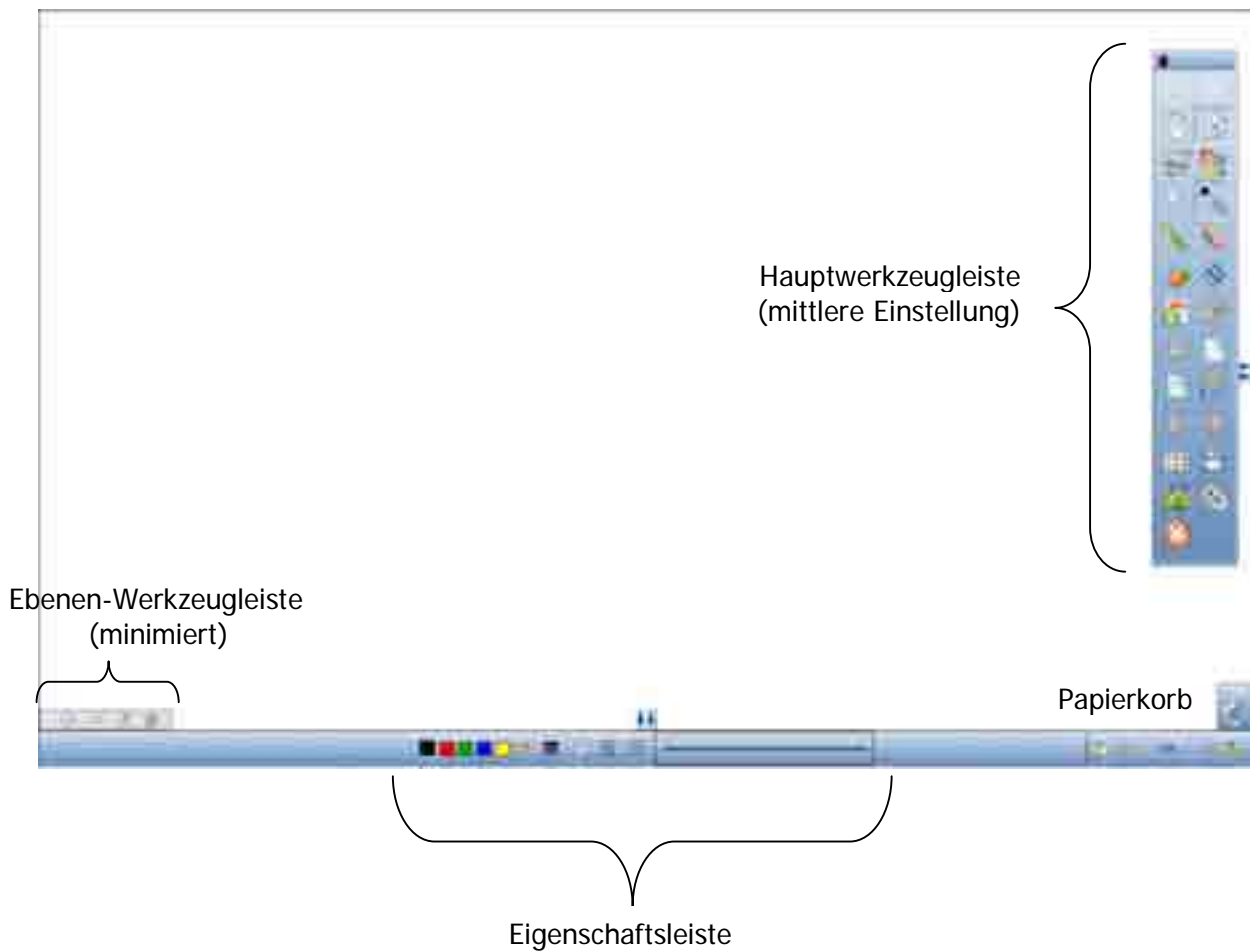 Hauptwerkzeugleiste
(mittlere Einstellung)
Ebenen-Werkzeugleiste
(minimiert)
Papierkorb
Eigenschaftsleiste